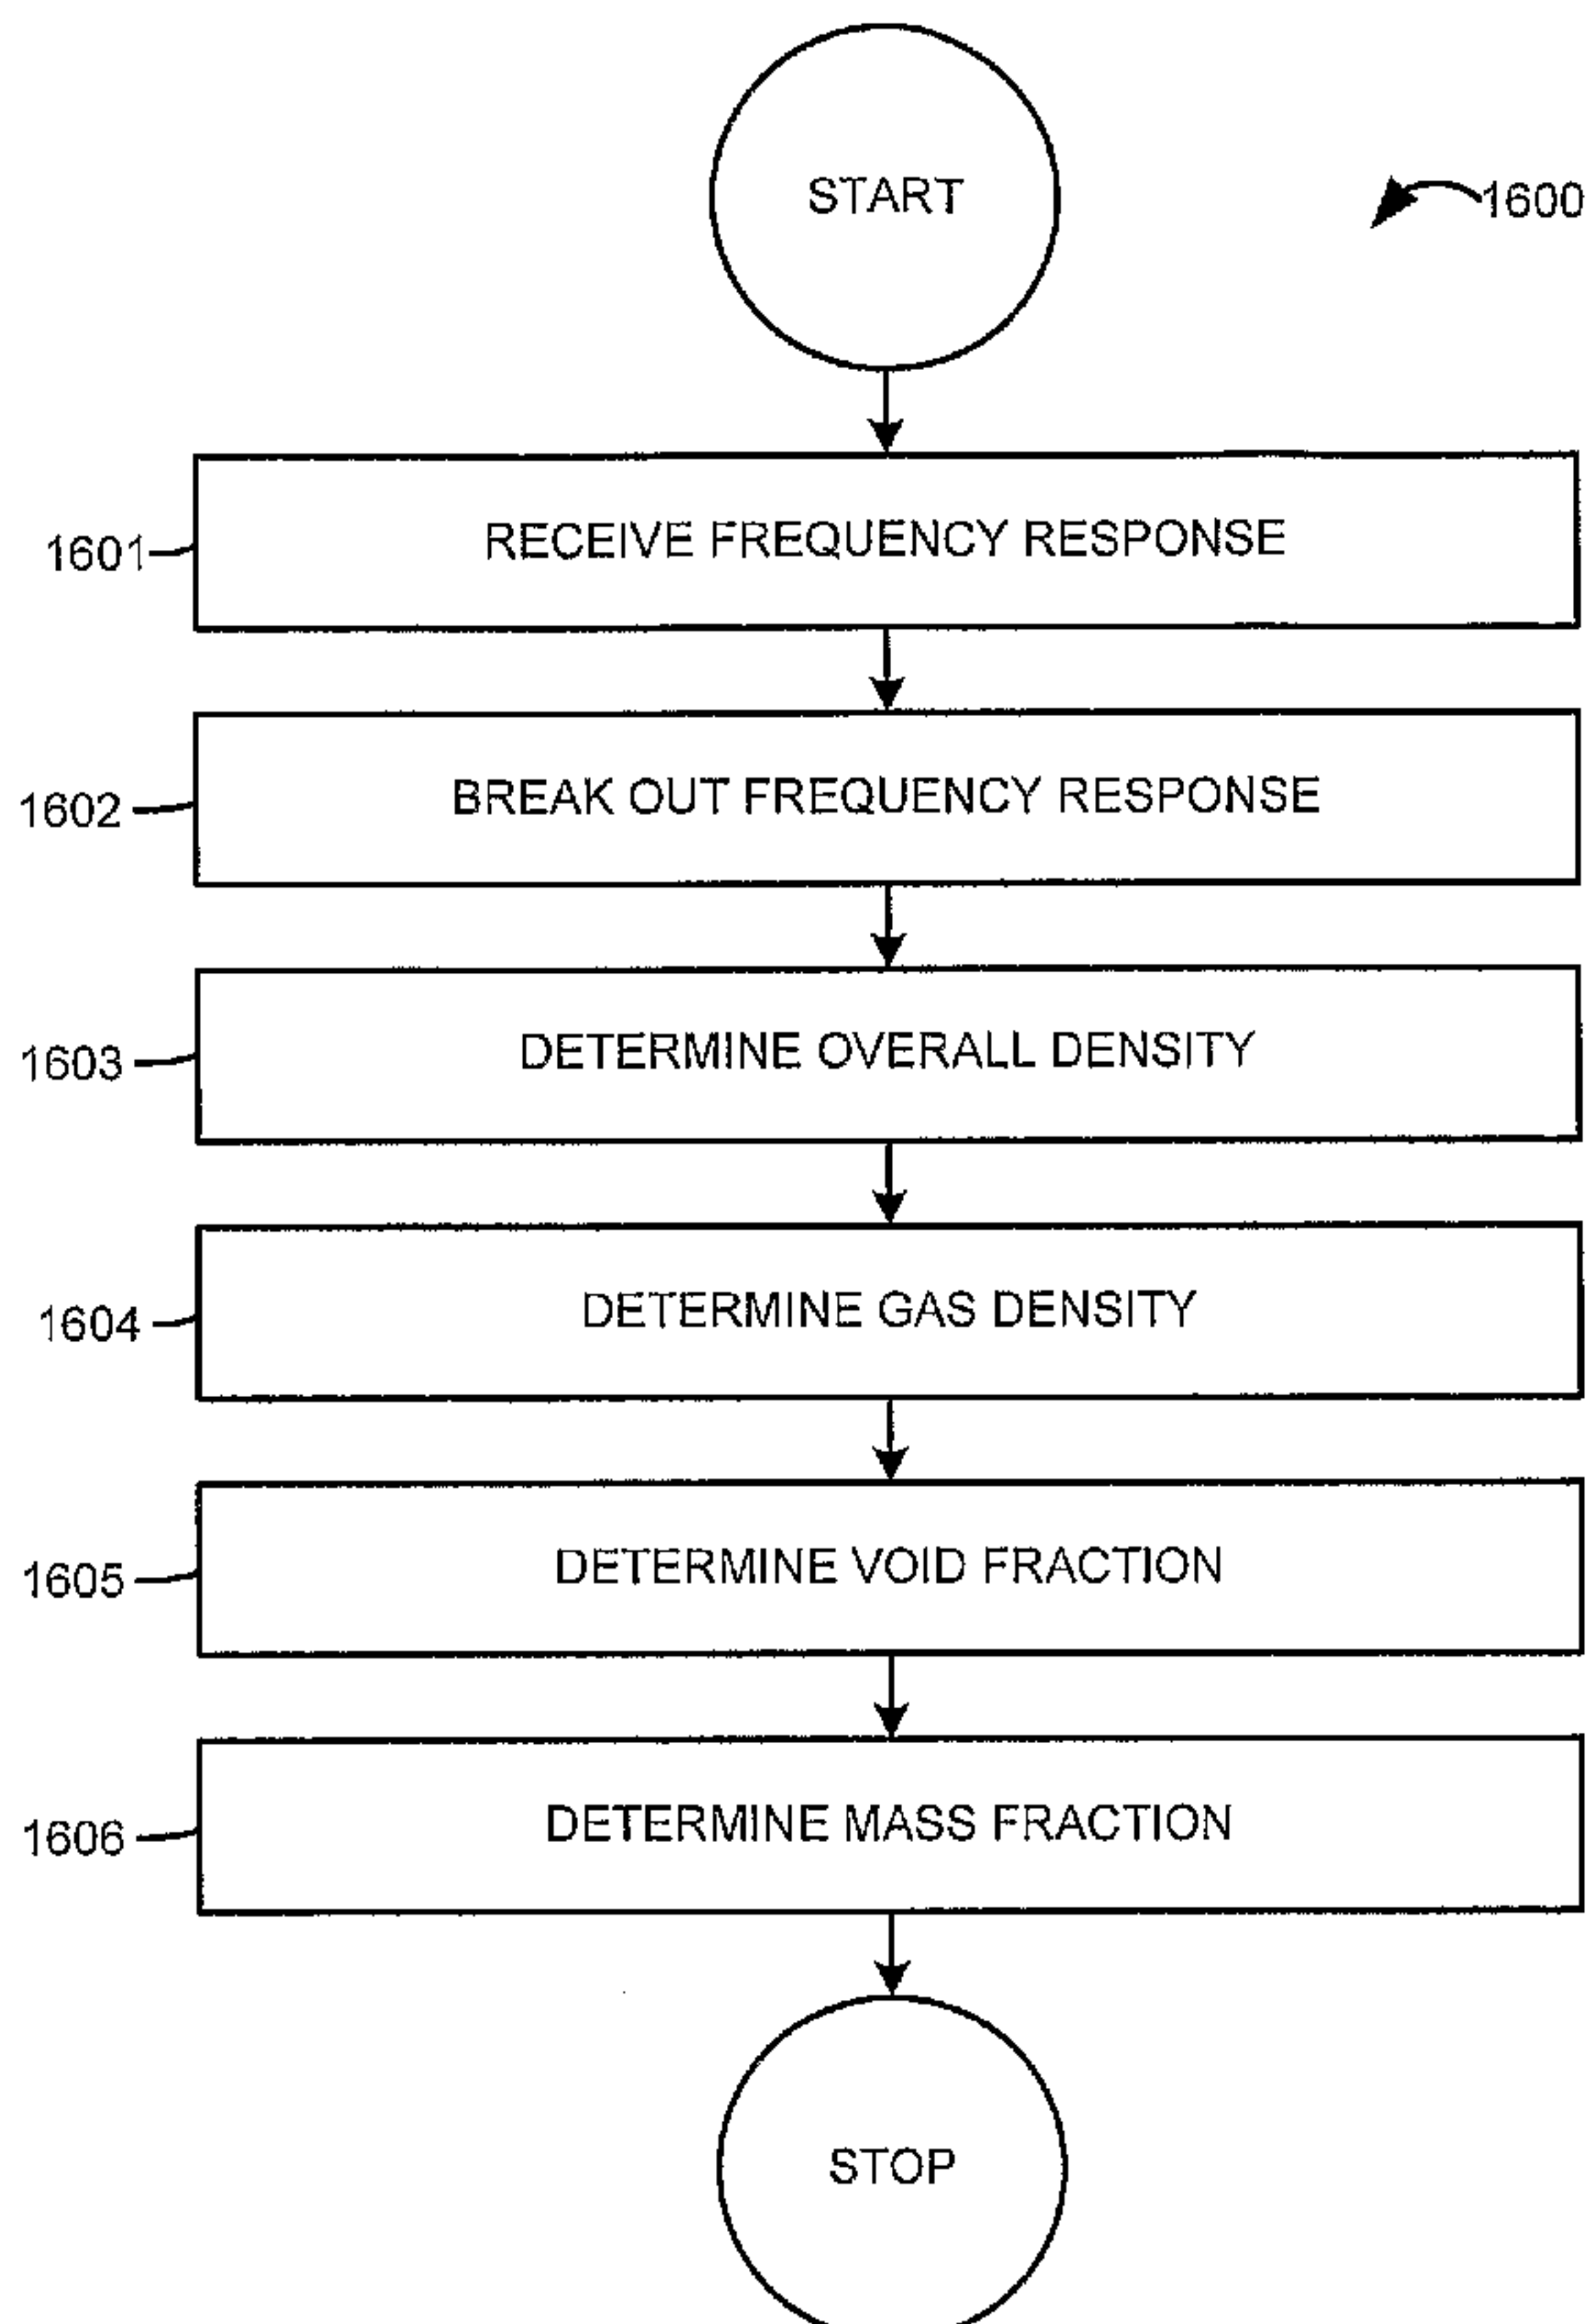 START
1600
1601
RECEIVE FREQUENCY RESPONSE
1602
BREAK OUT FREQUENCY RESPONSE
1603
DETERMINE OVERALL DENSITY
1604
DETERMINE GAS DENSITY
1605
DETERMINE VOID FRACTION
1606
DETERMINE MASS FRACTION
STOP